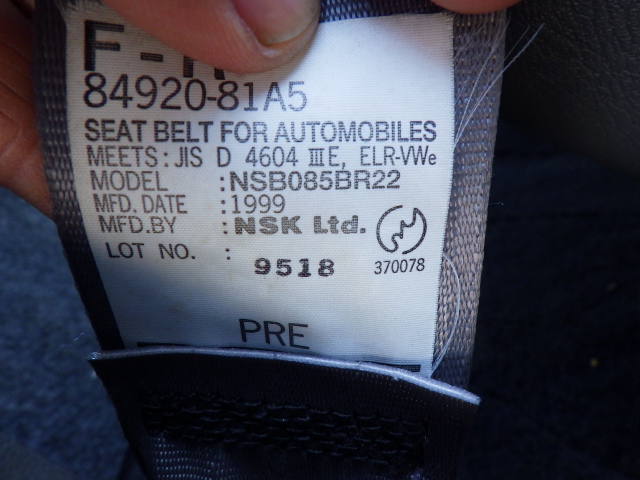 84920-81A5
SEAT BELT FOR AUTOMOBILES
MEETS: JIS D 4604 ⅢE, ELR-VWe
MODEL :NSB085BR22
MFD. DATE :1999
MFD.BY :NSK Ltd.
LOT NO. : 9518
370078
PRE